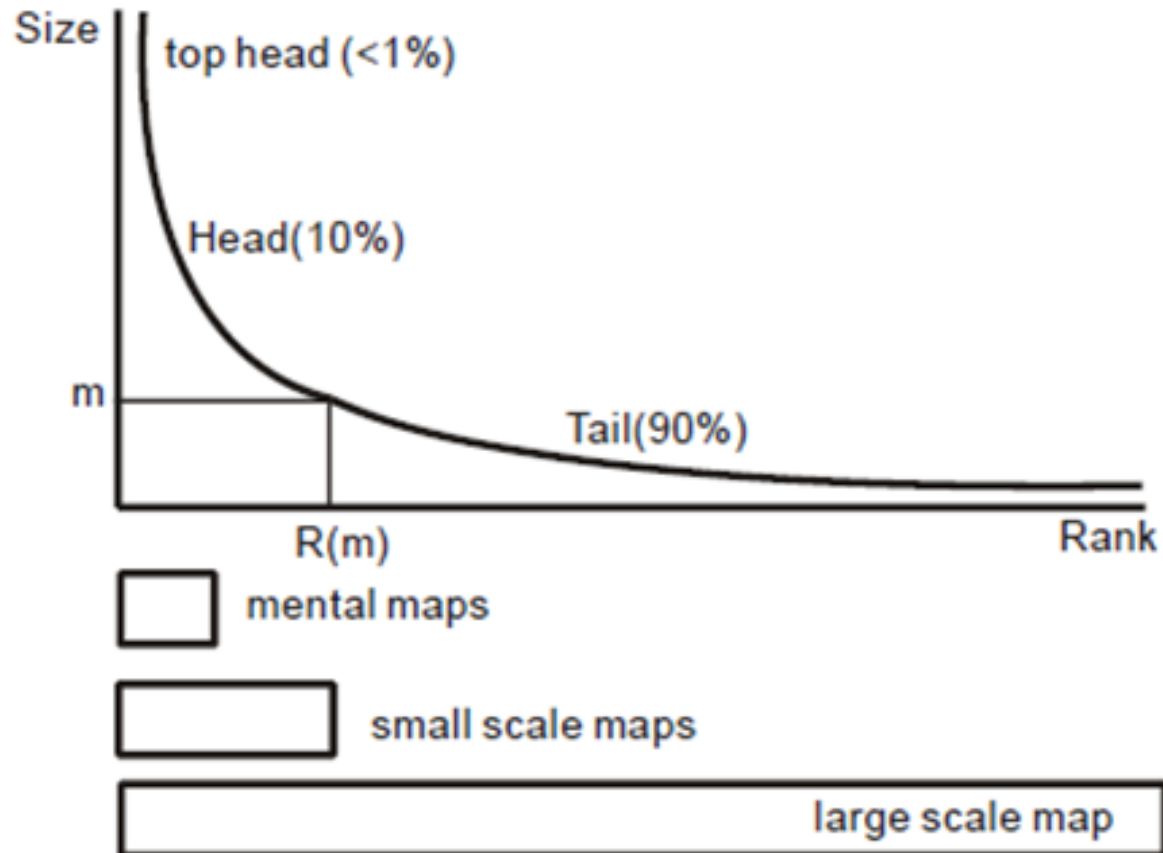 Size
top head (<1%)
Head(10%)
m
Tail(90%)
R(m)
Rank
mental maps
small scale maps
large scale map